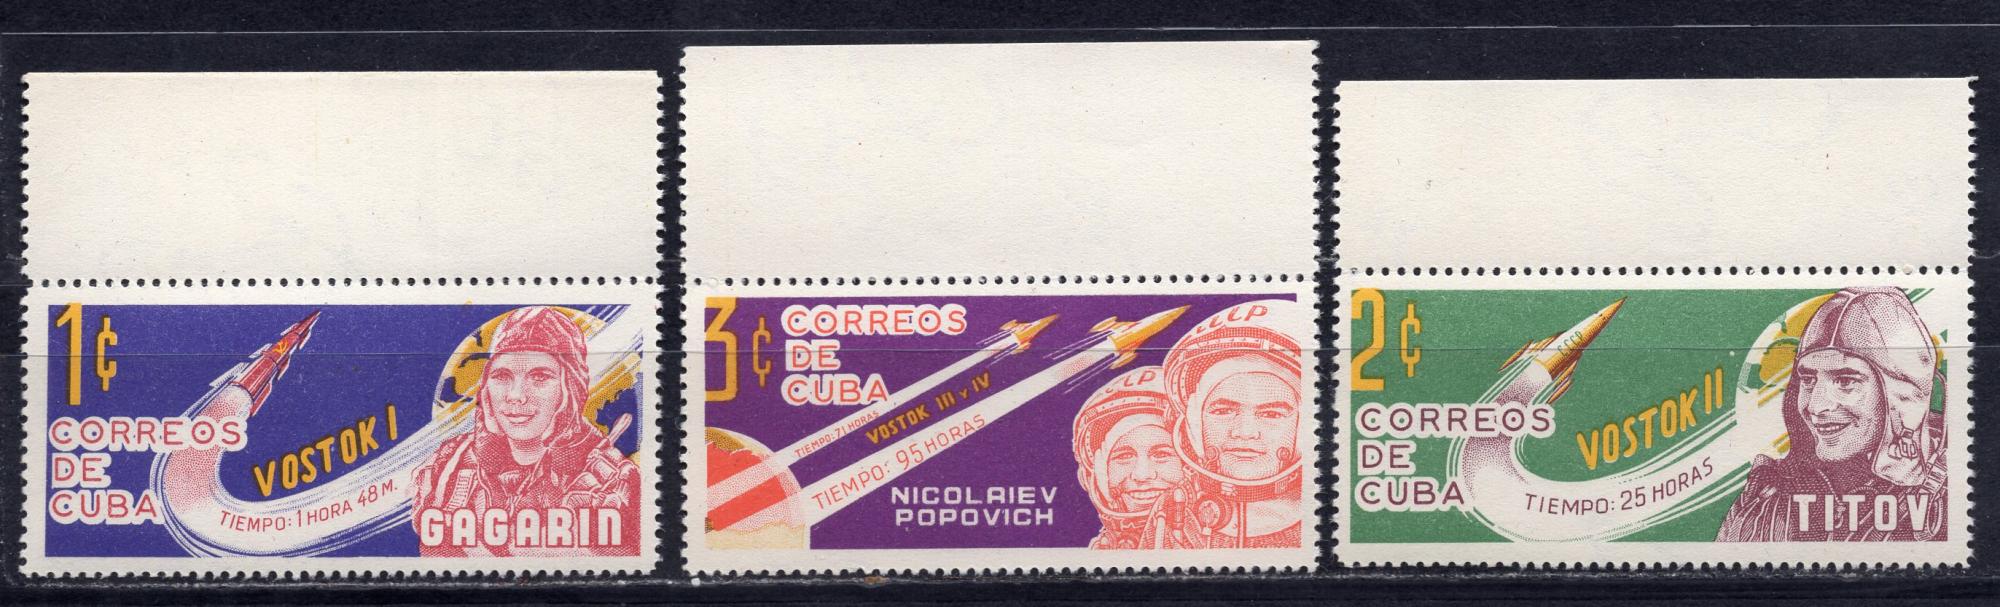 1¢
CORREOS
DE
CUBA
VOSTOK I
TIEMPO: 1 HORA 48 M.
GAGARIN
3¢
CORREOS
DE
CUBA
CCCP
CCCP
TIEMPO: 71 HORAS
VOSTOK III y IV
TIEMPO: 95 HORAS
NICOLAIEV
POPOVICH
2¢
CORREOS
DE
CUBA
CCCP
VOSTOK II
TIEMPO: 25 HORAS
TITOV